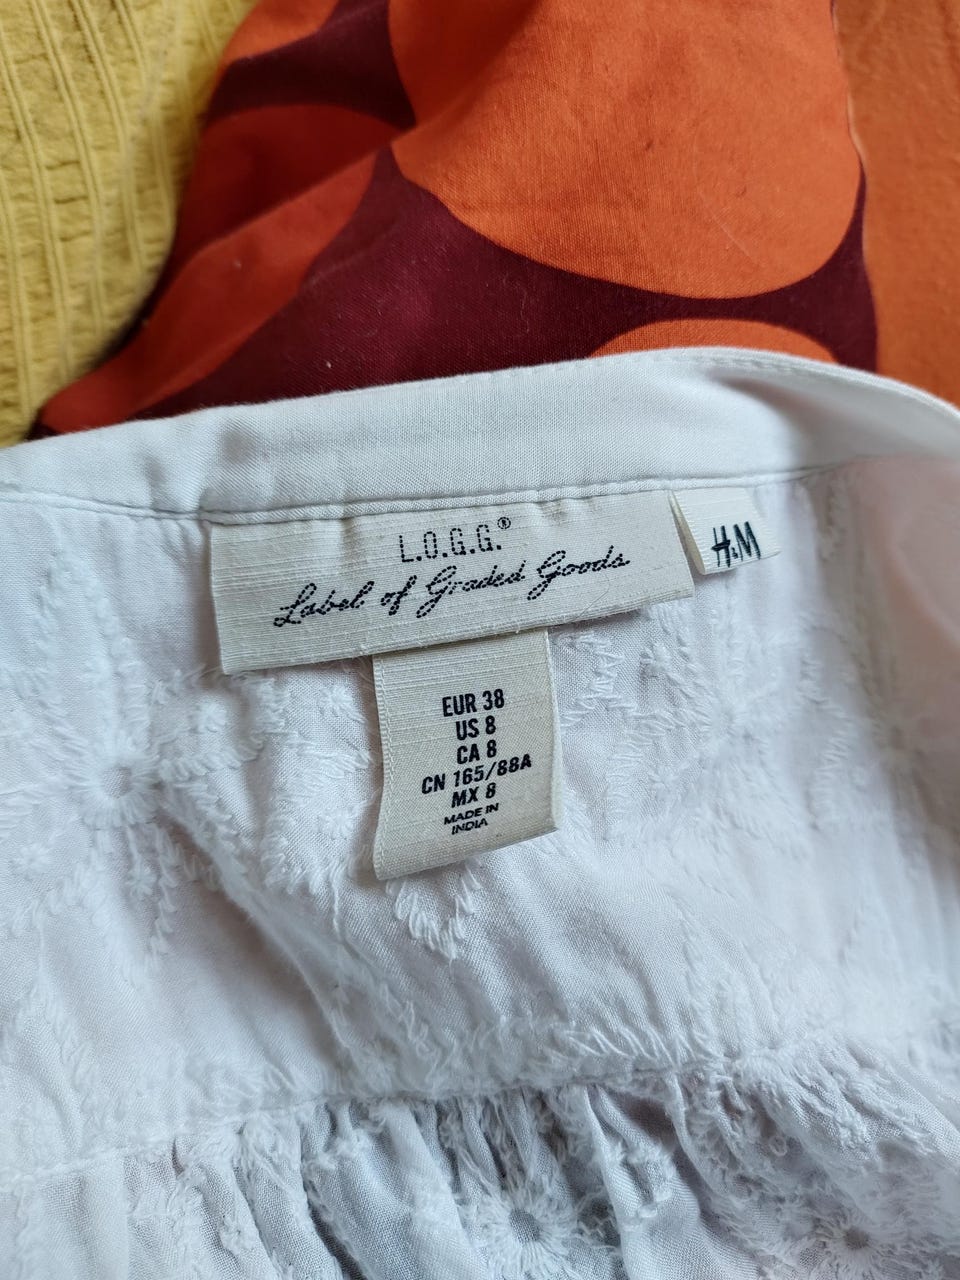 L.O.G.G.®
Label of Graded Goods
H&M
EUR 38
US 8
CA 8
CN 165/88A
MX 8
MADE IN
INDIA